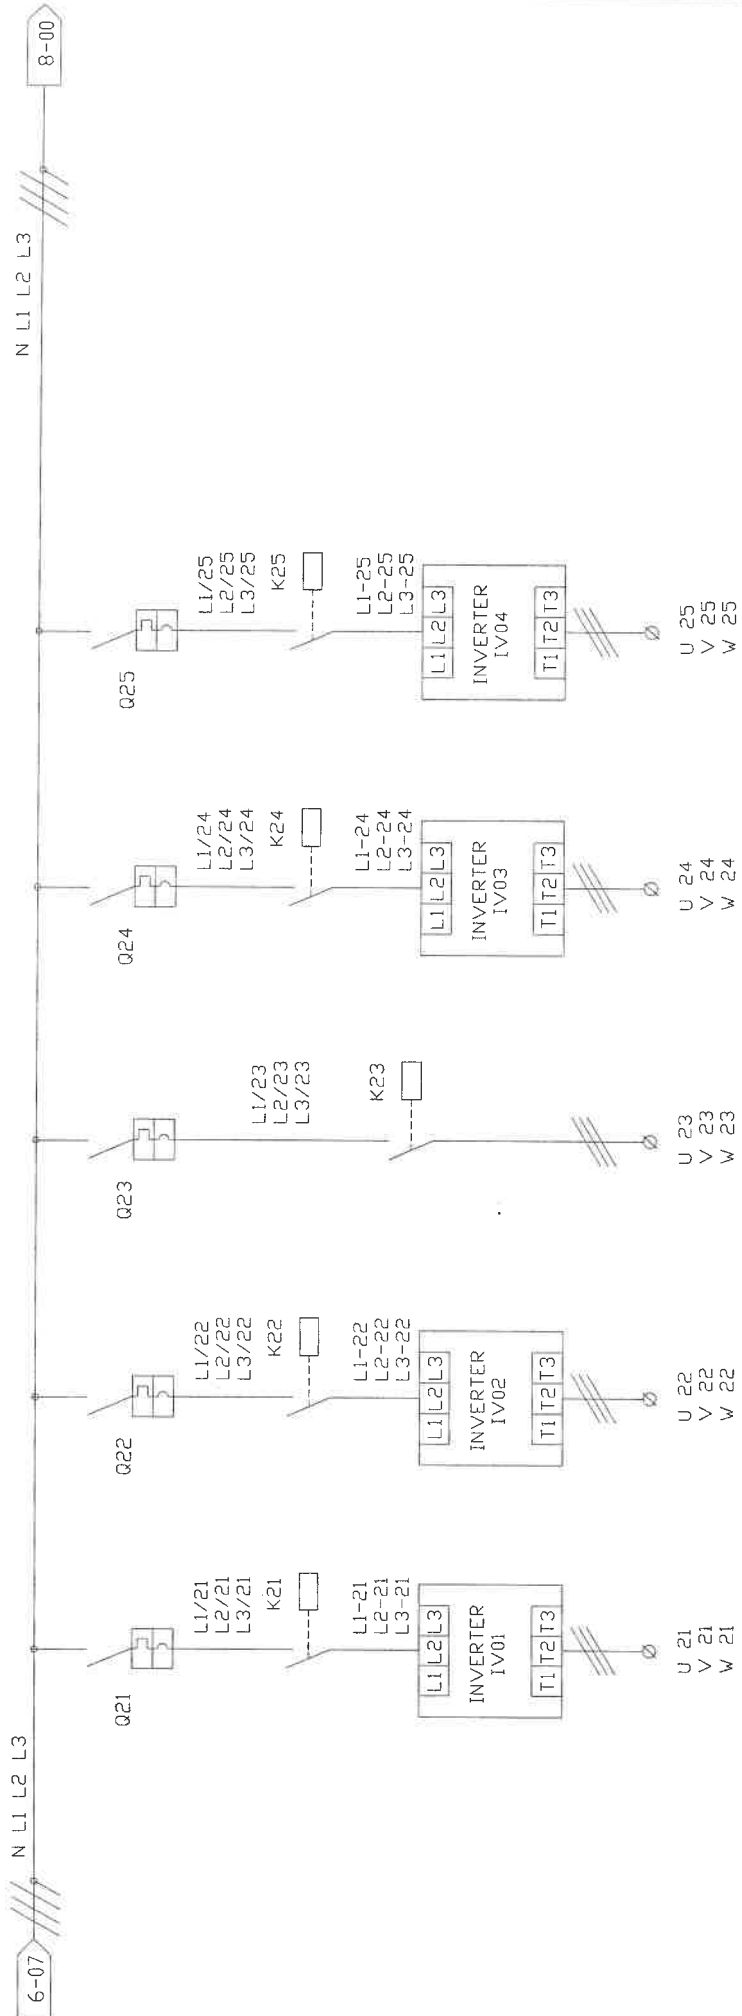 6-07
N L1 L2 L3
N L1 L2 L3
8-00
Q21
L1/21
L2/21
L3/21
K21
L1-21
L2-21
L3-21
L1 L2 L3
INVERTER
IV01
T1 T2 T3
U 21
V 21
W 21
Q22
L1/22
L2/22
L3/22
K22
L1-22
L2-22
L3-22
L1 L2 L3
INVERTER
IV02
T1 T2 T3
U 22
V 22
W 22
Q23
L1/23
L2/23
L3/23
K23
U 23
V 23
W 23
Q24
L1/24
L2/24
L3/24
K24
L1-24
L2-24
L3-24
L1 L2 L3
INVERTER
IV03
T1 T2 T3
U 24
V 24
W 24
Q25
L1/25
L2/25
L3/25
K25
L1-25
L2-25
L3-25
L1 L2 L3
INVERTER
IV04
T1 T2 T3
U 25
V 25
W 25